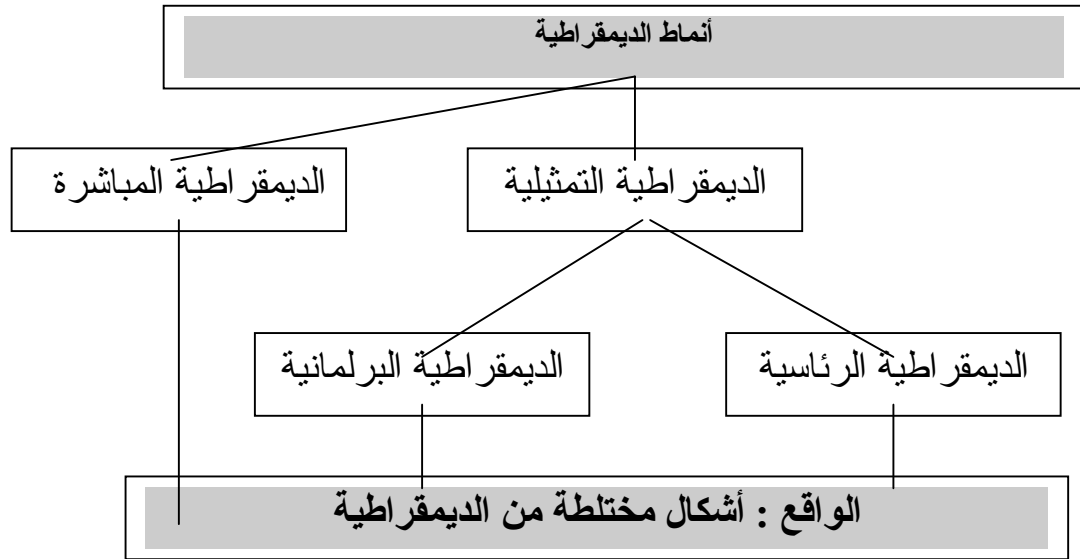 أنماط الديمقراطية
الديمقراطية التمثيلية
الديمقراطية المباشرة
الديمقراطية الرئاسية
الديمقراطية البرلمانية
الواقع : أشكال مختلطة من الديمقراطية